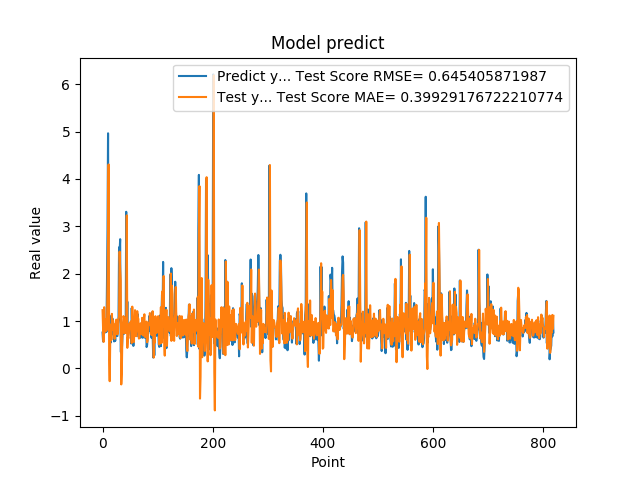 Model predict
Predict y... Test Score RMSE= 0.645405871987
Test y... Test Score MAE= 0.39929176722210774
6
5
4
3
2
1
0
−1
Real value
0 200 400 600 800
Point